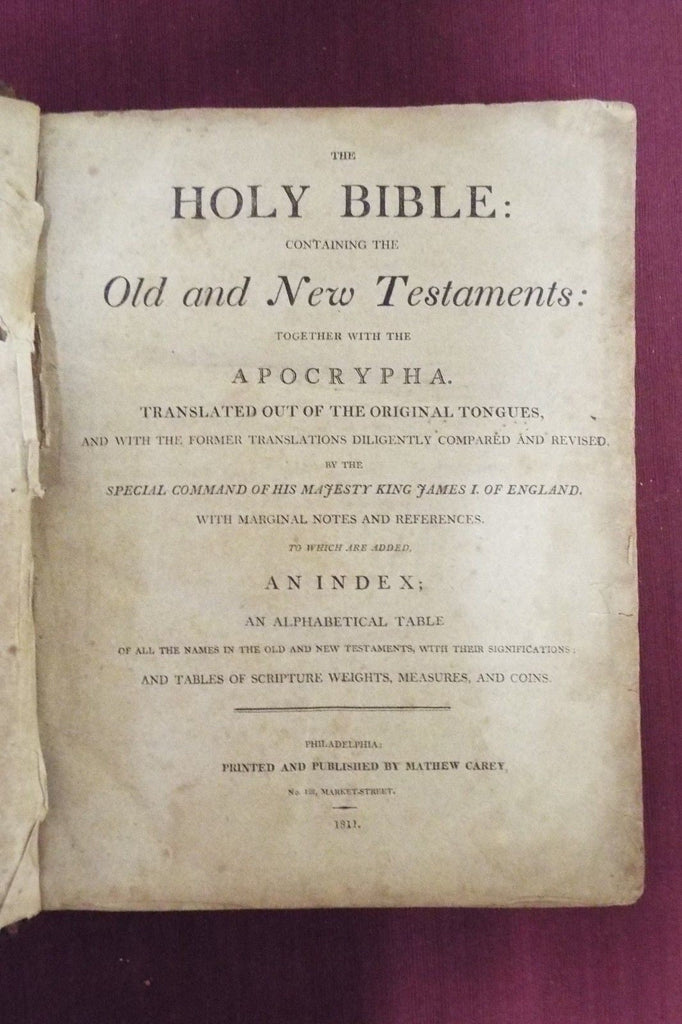 THE
HOLY BIBLE:
CONTAINING THE
Old and New Testaments:
TOGETHER WITH THE
APOCRYPHA.
TRANSLATED OUT OF THE ORIGINAL TONGUES,
AND WITH THE FORMER TRANSLATIONS DILIGENTLY COMPARED AND REVISED,
BY THE
SPECIAL COMMAND OF HIS MAJESTY KING JAMES I. OF ENGLAND.
WITH MARGINAL NOTES AND REFERENCES.
TO WHICH ARE ADDED,
AN INDEX;
AN ALPHABETICAL TABLE
OF ALL THE NAMES IN THE OLD AND NEW TESTAMENTS, WITH THEIR SIGNIFICATIONS;
AND TABLES OF SCRIPTURE WEIGHTS, MEASURES, AND COINS.
PHILADELPHIA:
PRINTED AND PUBLISHED BY MATHEW CAREY,
No. MARKET-STREET.
1811.